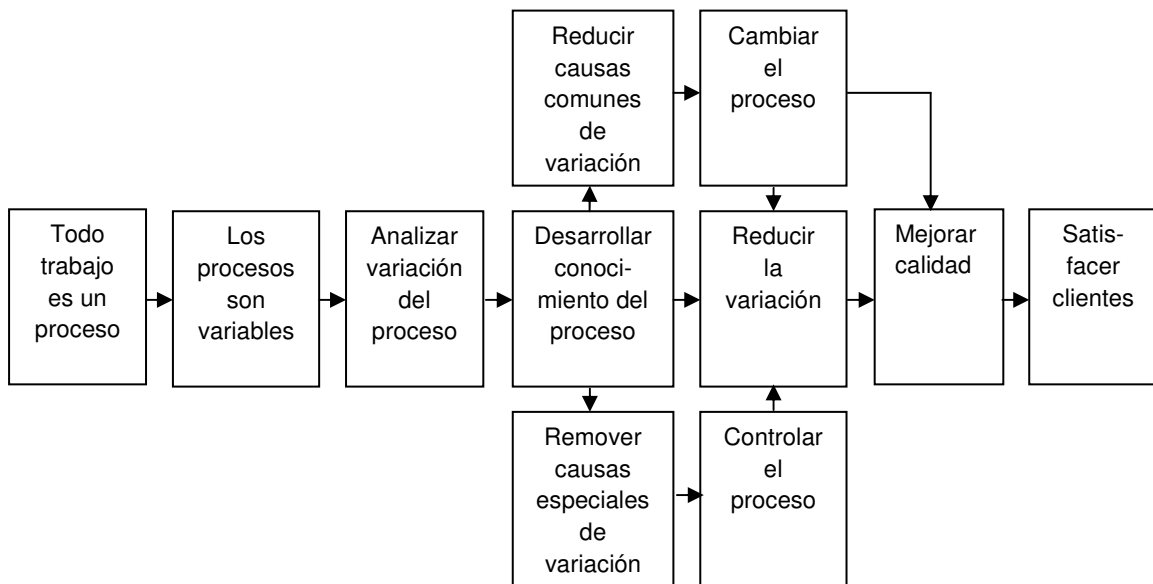 Reducir
causas
comunes
de
variación
Cambiar
el
proceso
Todo
trabajo
es un
proceso
Los
procesos
son
variables
Analizar
variación
del
proceso
Desarrollar
conoci-
miento del
proceso
Reducir
la
variación
Mejorar
calidad
Satis-
facer
clientes
Remover
causas
especiales
de
variación
Controlar
el
proceso